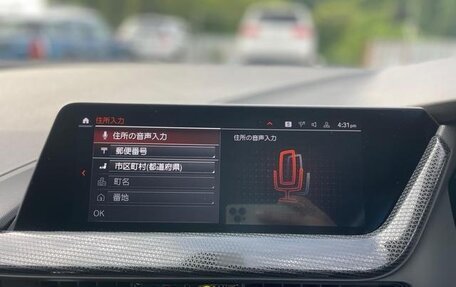 住所入力
4:31pm
住所の音声入力
住所の音声入力
郵便番号
市区町村(都道府県)
町名
番地
OK